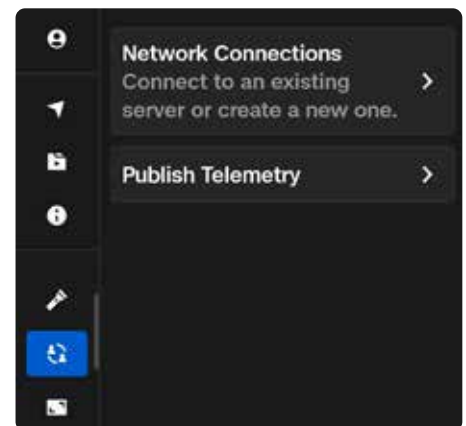 Network Connections
Connect to an existing
server or create a new one.
Publish Telemetry